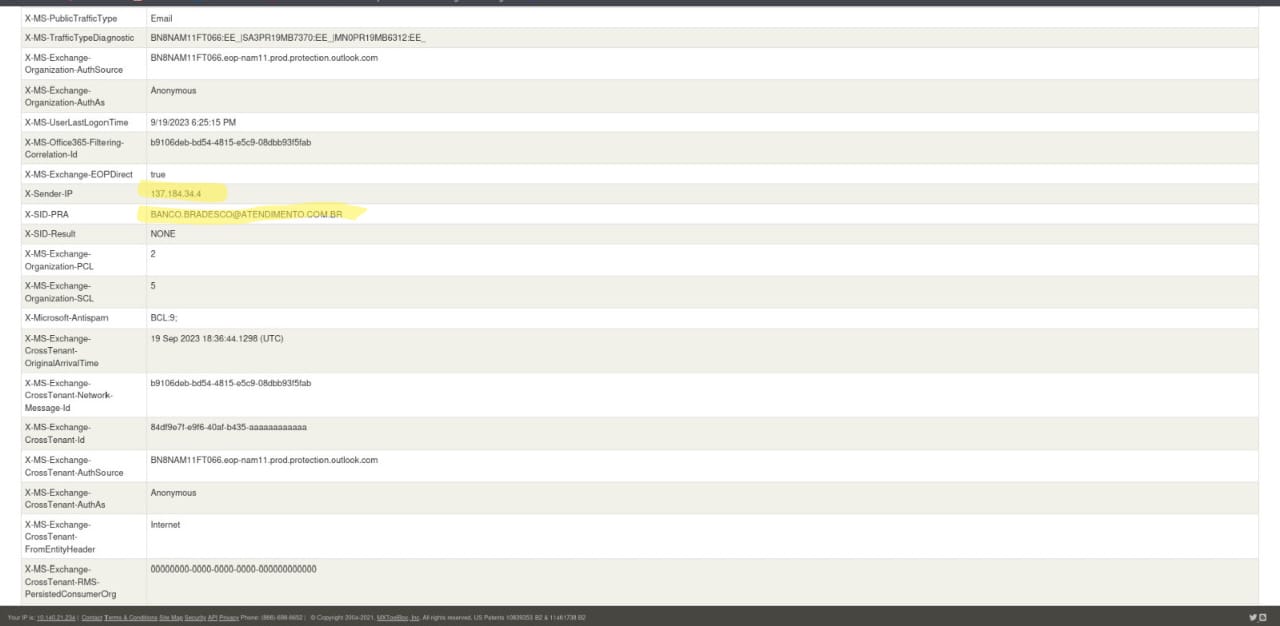 X-MS-PublicTrafficType Email
X-MS-TrafficTypeDiagnostic BN8NAM11FT066:EE_|SA3PR19MB7370:EE_|MN0PR19MB6312:EE_
X-MS-Exchange- BN8NAM11FT066.eop-nam11.prod.protection.outlook.com
Organization-AuthSource
X-MS-Exchange- Anonymous
Organization-AuthAs
X-MS-UserLastLogonTime 9/19/2023 6:25:15 PM
X-MS-Office365-Filtering- b9106deb-bd54-4815-e5c9-08dbb93f5fab
Correlation-Id
X-MS-Exchange-EOPDirect true
X-Sender-IP 137.184.34.4
X-SID-PRA BANCO.BRADESCO@ATENDIMENTO.COM.BR
X-SID-Result NONE
X-MS-Exchange- 2
Organization-PCL
X-MS-Exchange- 5
Organization-SCL
X-Microsoft-Antispam BCL:9;
X-MS-Exchange- 19 Sep 2023 18:36:44.1298 (UTC)
CrossTenant-
OriginalArrivalTime
X-MS-Exchange- b9106deb-bd54-4815-e5c9-08dbb93f5fab
CrossTenant-Network-
Message-Id
X-MS-Exchange- 84df9e7f-e9f6-40af-b435-aaaaaaaaaaaa
CrossTenant-Id
X-MS-Exchange- BN8NAM11FT066.eop-nam11.prod.protection.outlook.com
CrossTenant-AuthSource
X-MS-Exchange- Anonymous
CrossTenant-AuthAs
X-MS-Exchange- Internet
CrossTenant-
FromEntityHeader
X-MS-Exchange- 00000000-0000-0000-0000-000000000000
CrossTenant-RMS-
PersistedConsumerOrg
Your IP is: 10.140.21.234 | Contact Terms & Conditions Site Map Security API Privacy Phone: (866)-698-6652 | © Copyright 2004-2021, MXToolBox, Inc, All rights reserved. US Patents 10839353 B2 & 11461738 B2